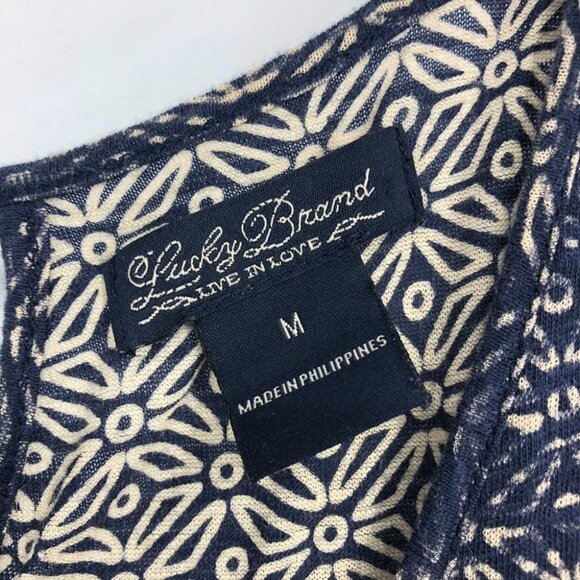 Lucky Brand
LIVE IN LOVE
M
MADE IN PHILIPPINES